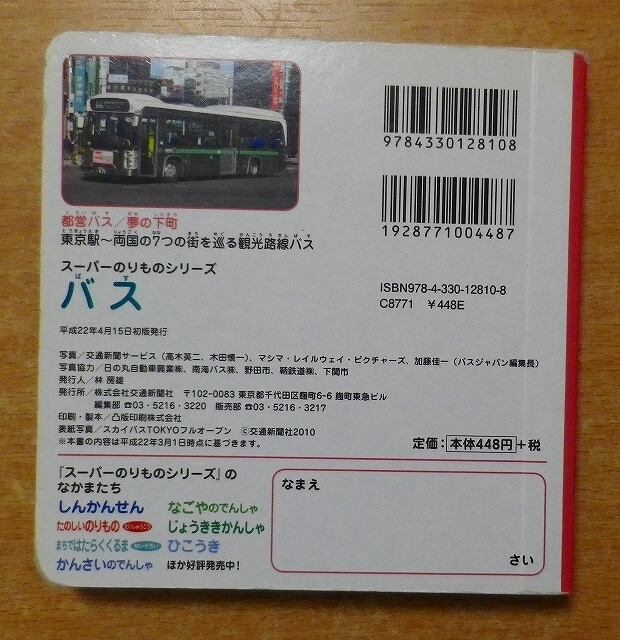 9784330128108
1928771004487
都営バス/夢の下町
東京駅～両国の7つの街を巡る観光路線バス
スーパーのりものシリーズ
バス
ISBN978-4-330-12810-8
C8771 ¥448E
平成22年4月15日初版発行
写真/交通新聞サービス(高木英二、木田慎一)、マシマ・レイルウェイ・ピクチャーズ、加藤佳一(バスジャパン編集長)
写真協力/日の丸自動車興業㈱、南海バス㈱、野田市、鞆鉄道㈱、下関市
発行人/林 房雄
発行所/株式会社交通新聞社 〒102-0083 東京都千代田区麹町6-6 麹町東急ビル
編集部 ☎03・5216・3220 販売部 ☎03・5216・3217
印刷・製本/凸版印刷株式会社
表紙写真/スカイバスTOKYOフルオープン ©交通新聞社2010
※本書の内容は平成22年3月1日時点に基づきます。
定価:本体448円+税
『スーパーのりものシリーズ』の
なかまたち
しんかんせん なごやのでんしゃ
たのしいのりもの だいしゅうごう じょうききかんしゃ
まちではたらくくるま せいぞろい ひこうき
かんさいのでんしゃ ほか好評発売中!
なまえ
さい